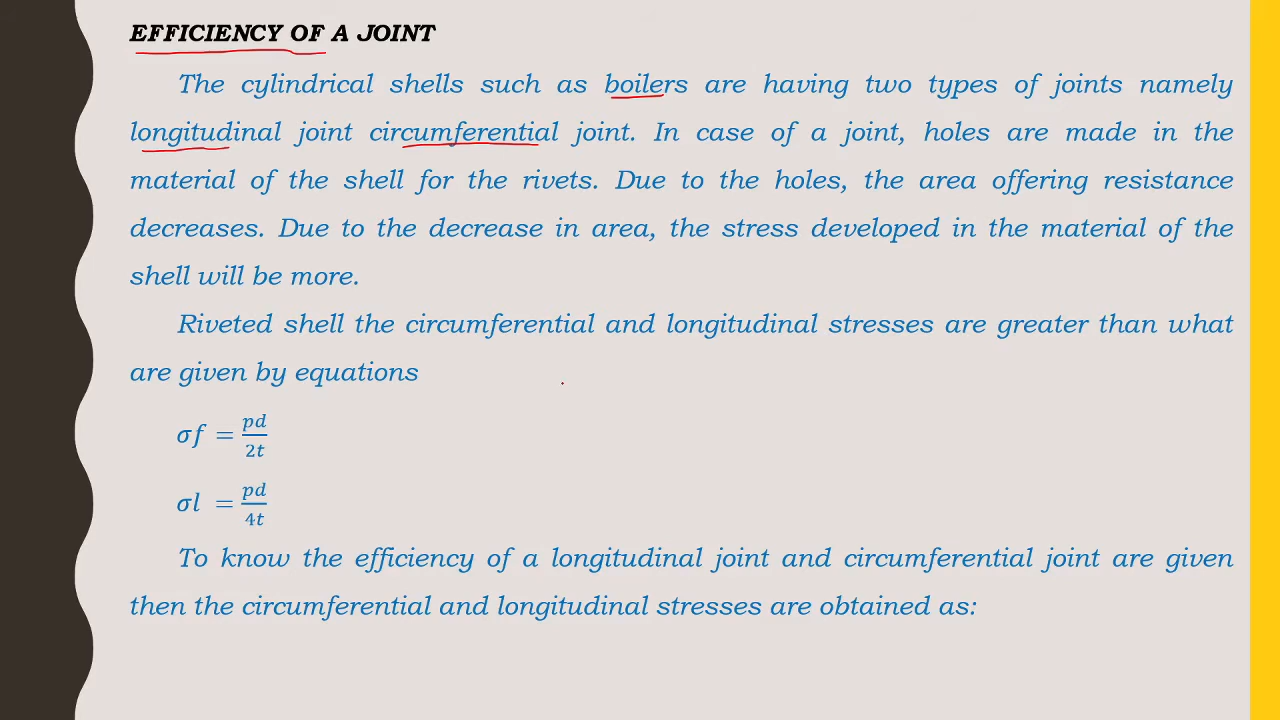 EFFICIENCY OF A JOINT
The cylindrical shells such as boilers are having two types of joints namely
longitudinal joint circumferential joint. In case of a joint, holes are made in the
material of the shell for the rivets. Due to the holes, the area offering resistance
decreases. Due to the decrease in area, the stress developed in the material of the
shell will be more.
Riveted shell the circumferential and longitudinal stresses are greater than what
are given by equations
σf = pd/2t
σl = pd/4t
To know the efficiency of a longitudinal joint and circumferential joint are given
then the circumferential and longitudinal stresses are obtained as: